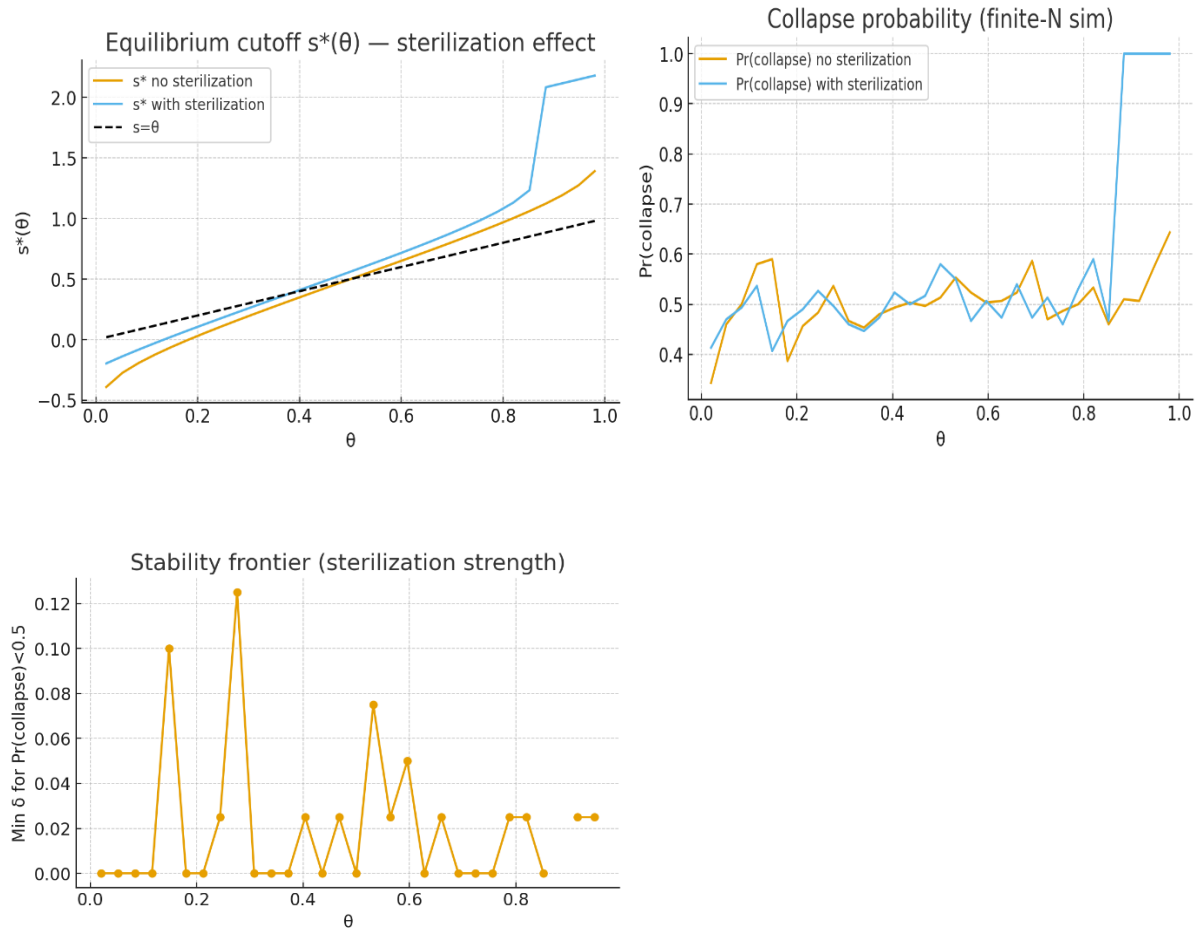 Equilibrium cutoff s*(θ) — sterilization effect
s* no sterilization
s* with sterilization
s=θ
2.0
1.5
1.0
0.5
0.0
−0.5
s*(θ)
0.0 0.2 0.4 0.6 0.8 1.0
θ
Collapse probability (finite-N sim)
Pr(collapse) no sterilization
Pr(collapse) with sterilization
1.0
0.9
0.8
0.7
0.6
0.5
0.4
Pr(collapse)
0.0 0.2 0.4 0.6 0.8 1.0
θ
Stability frontier (sterilization strength)
0.12
0.10
0.08
0.06
0.04
0.02
0.00
Min δ for Pr(collapse)<0.5
0.0 0.2 0.4 0.6 0.8
θ